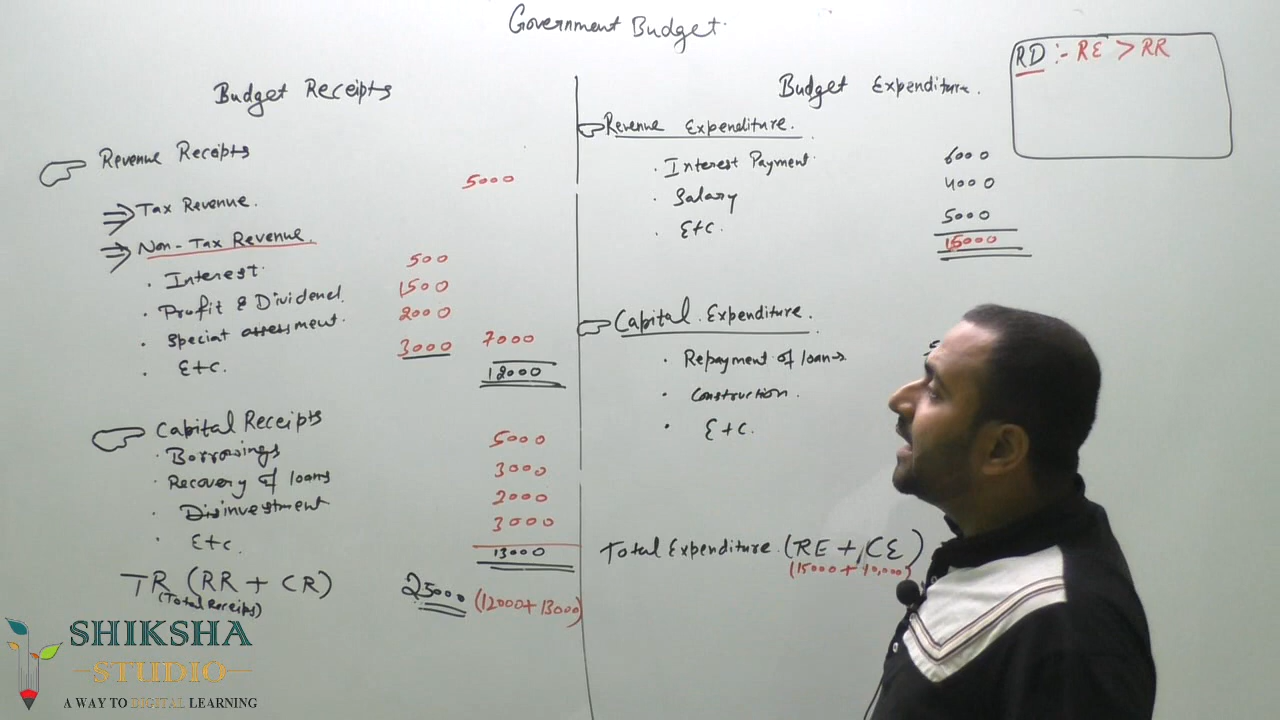 Government Budget.
RD :- RE > RR
Budget Receipts
Revenue Receipts
5000
⇒ Tax Revenue.
⇒ Non-Tax Revenue.
· Interest. 500
· Profit & Dividend. 1500
· Special assessment. 2000
· Etc. 3000 7000
12000
Capital Receipts
· Borrowings 5000
· Recovery of loans 3000
· Disinvestment 2000
· Etc. 3000
13000
TR (RR + CR) 25000 (12000+13000)
(Total Receipts)
Budget Expenditure.
Revenue Expenditure.
· Interest Payment. 6000
· Salary 4000
· Etc. 5000
15000
Capital Expenditure.
· Repayment of loans
· Construction.
· Etc.
Total Expenditure. (RE + CE)
(15000 + 10,000)
SHIKSHA
STUDIO
A WAY TO DIGITAL LEARNING